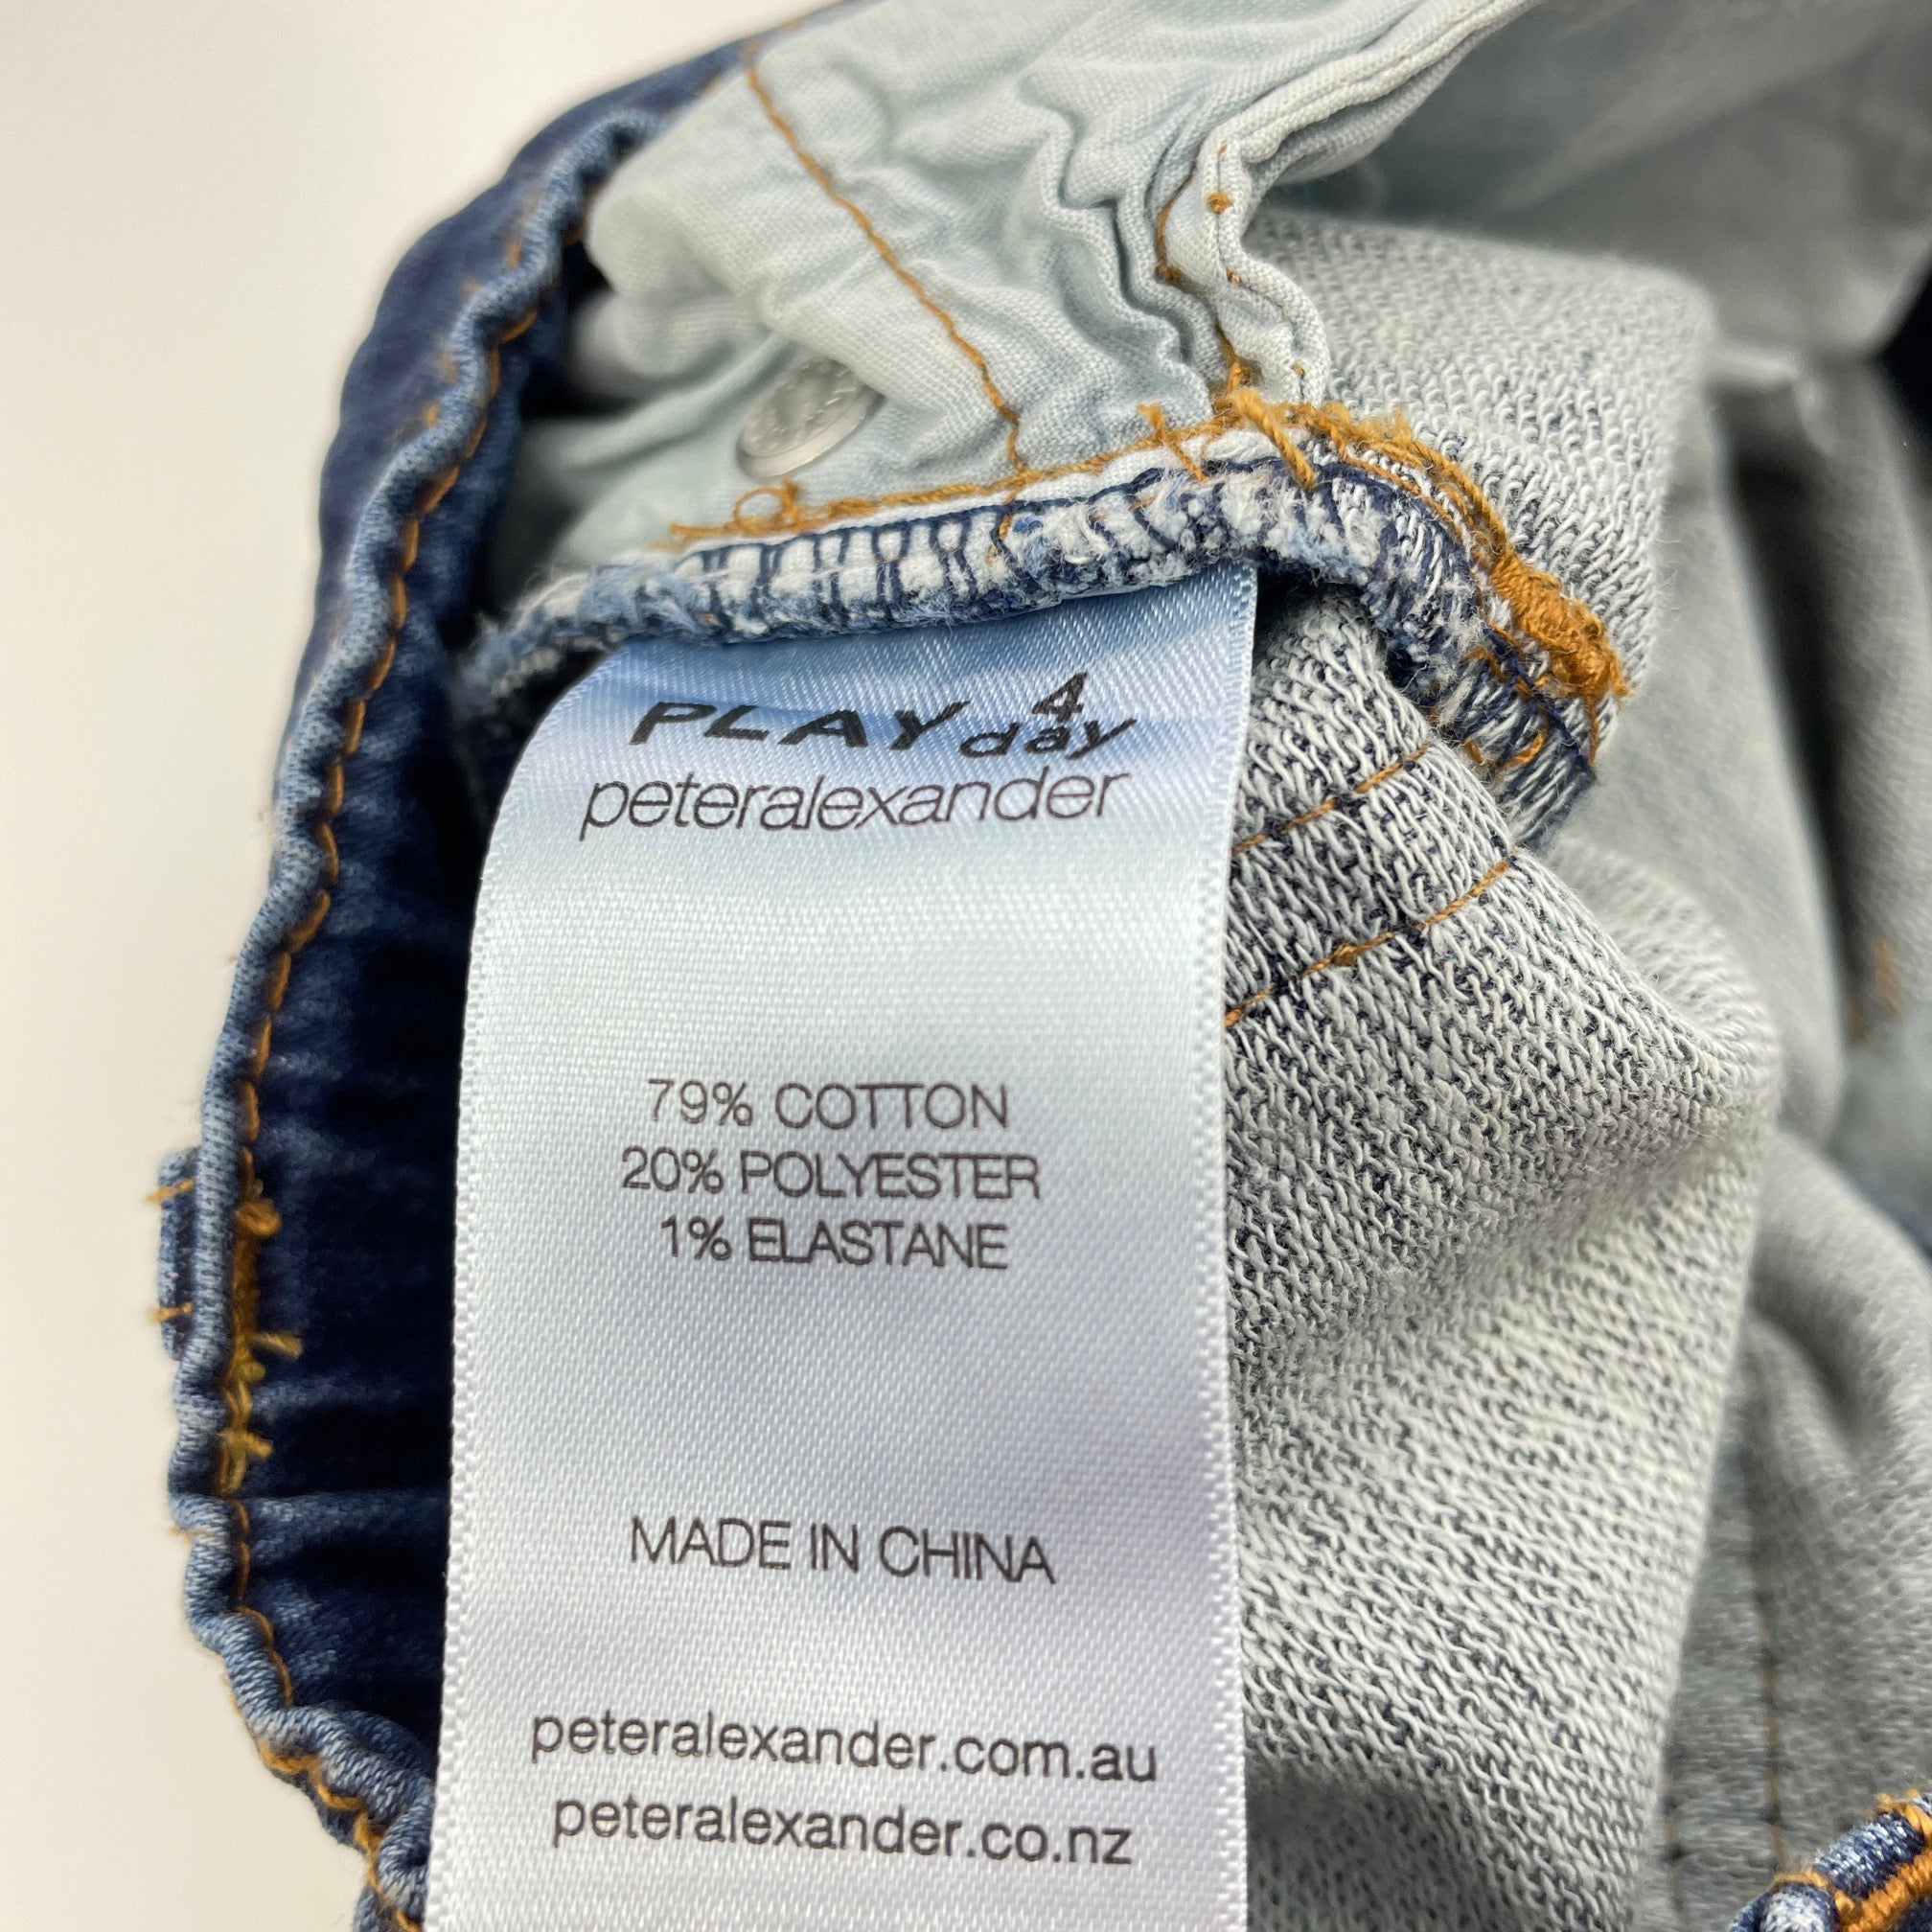 PLAY 4 day
peteralexander
79% COTTON
20% POLYESTER
1% ELASTANE
MADE IN CHINA
peteralexander.com.au
peteralexander.co.nz